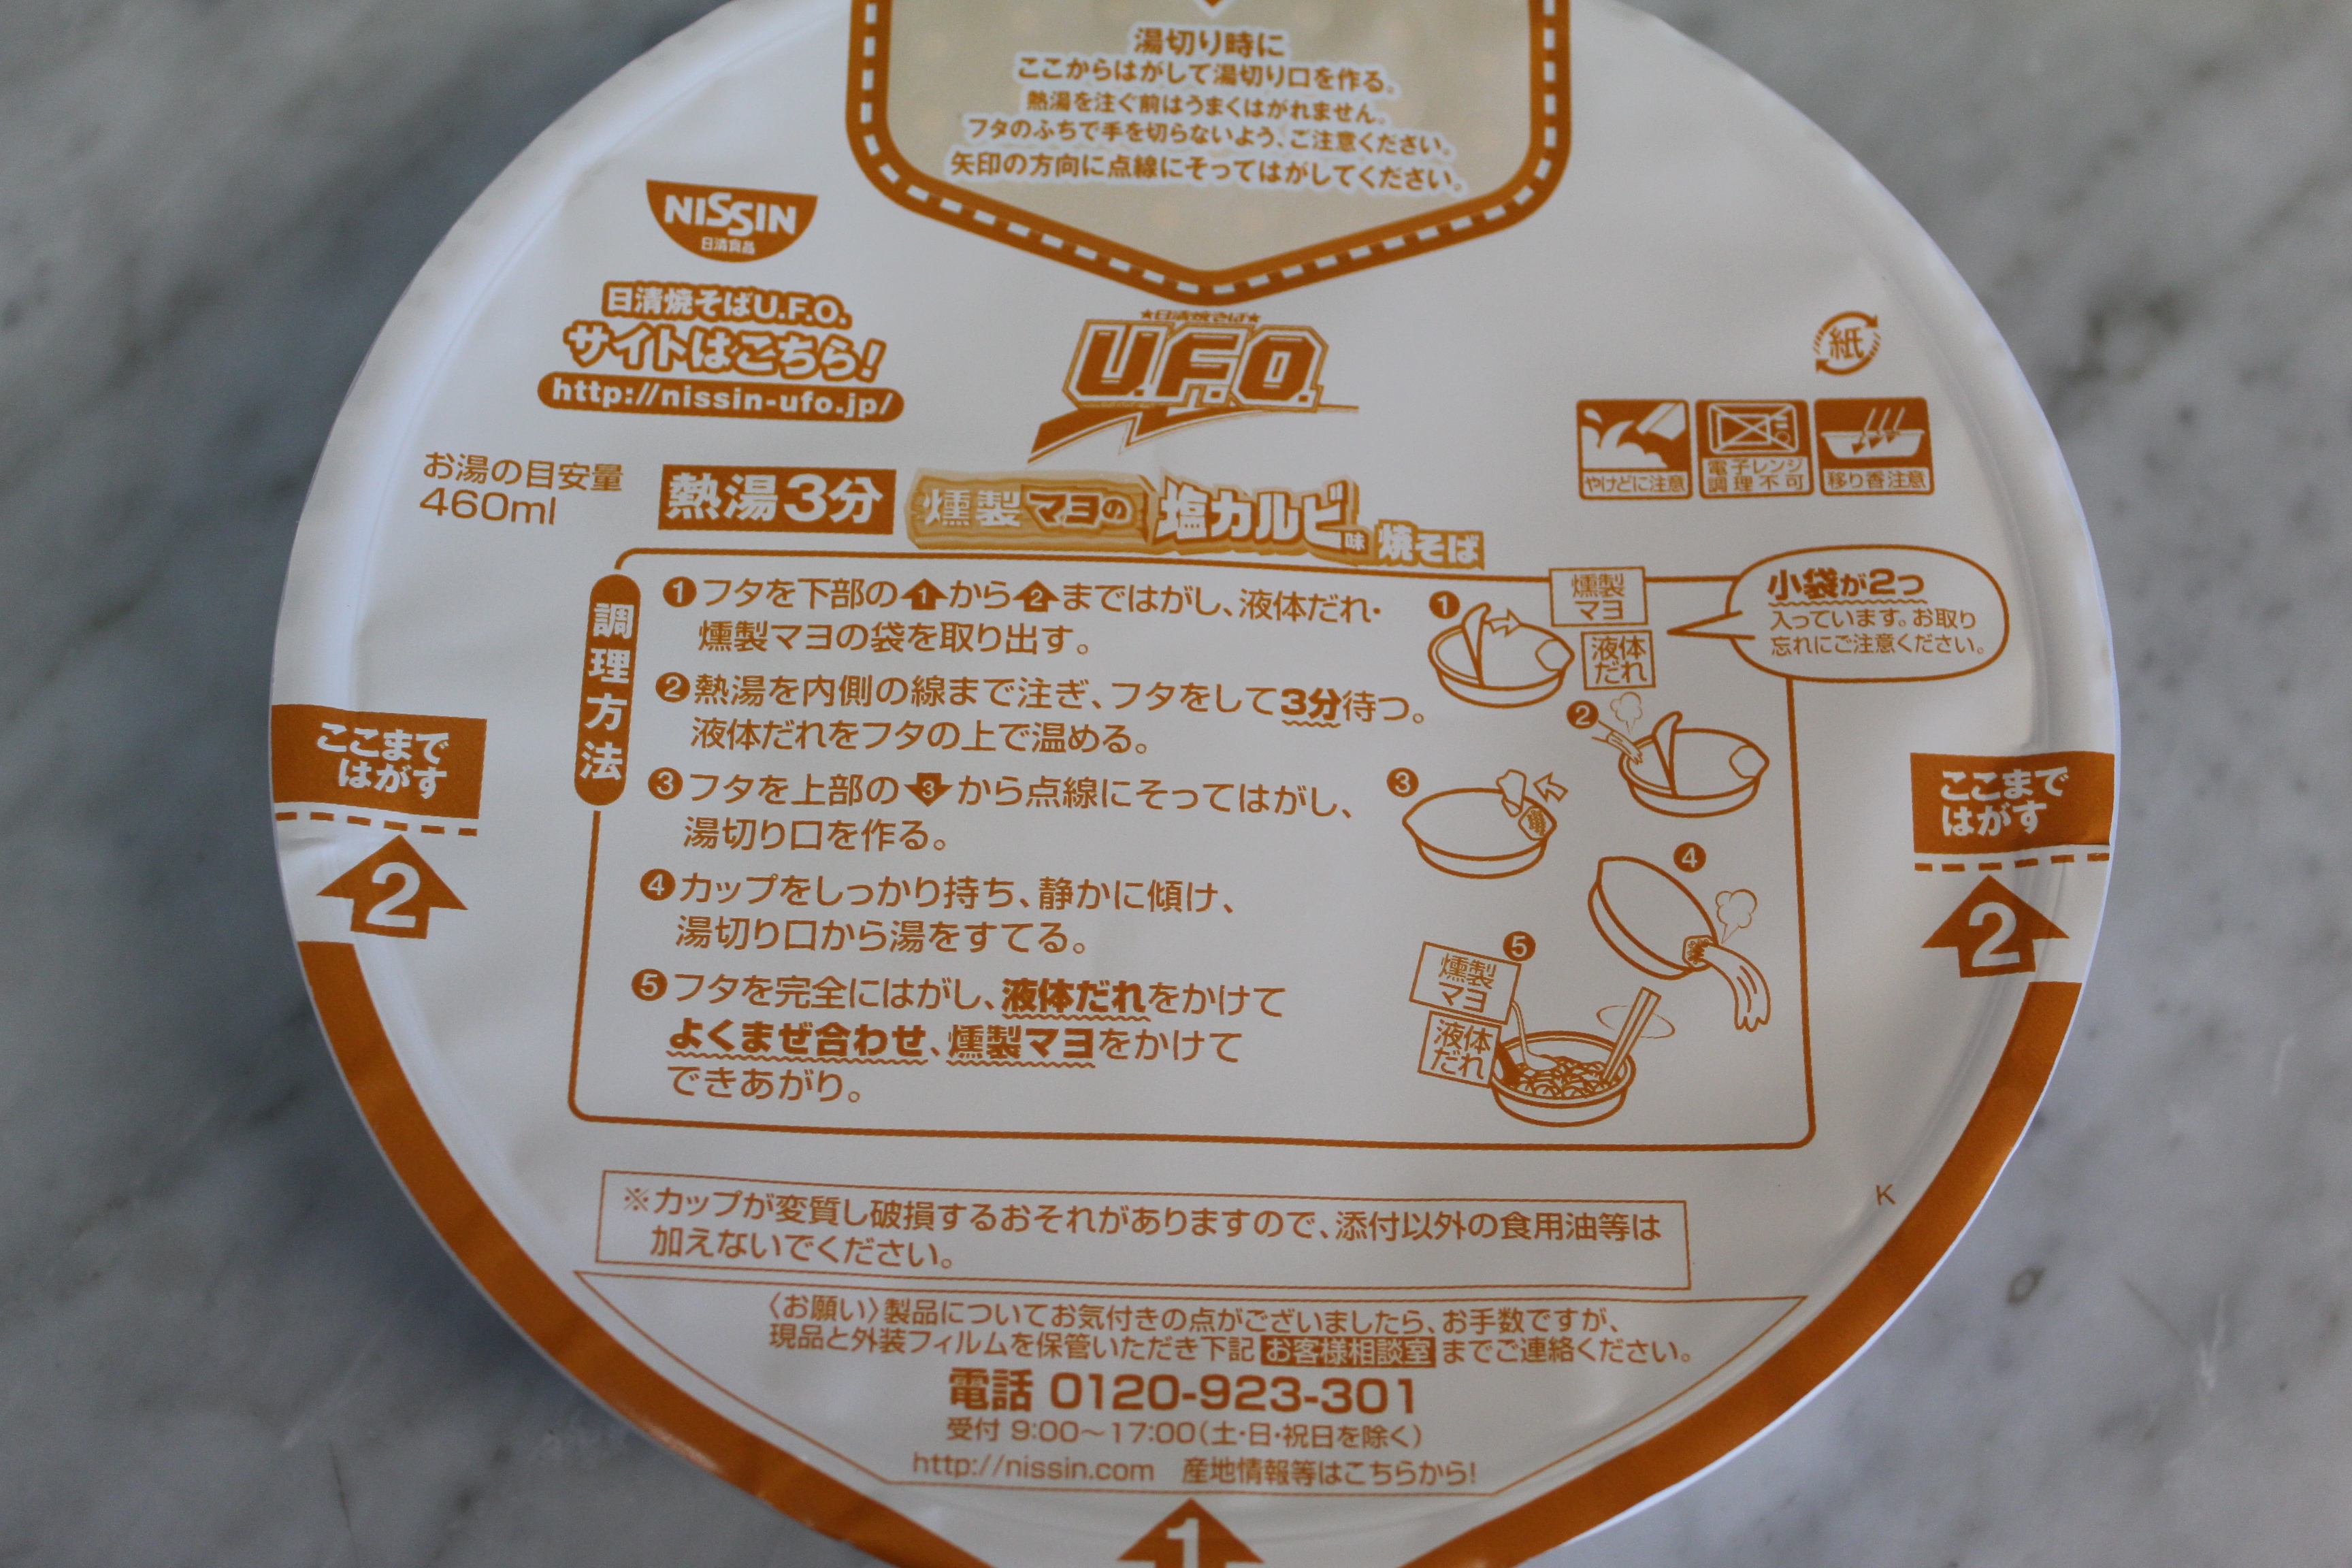 湯切り時に
ここからはがして湯切り口を作る。
熱湯を注ぐ前はうまくはがれません。
フタのふちで手を切らないよう、ご注意ください。
矢印の方向に点線にそってはがしてください。
NISSIN
日清食品
日清焼そばU.F.O.
サイトはこちら!
http://nissin-ufo.jp/
★日清焼そば★
U.F.O.
紙
やけどに注意
電子レンジ
調理不可
移り香注意
お湯の目安量
460ml
熱湯3分
燻製マヨの塩カルビ味焼そば
調理方法
❶フタを下部の1から2まではがし、液体だれ・
燻製マヨの袋を取り出す。
❷熱湯を内側の線まで注ぎ、フタをして3分待つ。
液体だれをフタの上で温める。
❸フタを上部の3から点線にそってはがし、
湯切り口を作る。
❹カップをしっかり持ち、静かに傾け、
湯切り口から湯をすてる。
❺フタを完全にはがし、液体だれをかけて
よくまぜ合わせ、燻製マヨをかけて
できあがり。
❶
燻製
マヨ
液体
だれ
小袋が2つ
入っています。お取り
忘れにご注意ください。
❷
❸
❹
❺
燻製
マヨ
液体
だれ
ここまで
はがす
2
ここまで
はがす
2
K
※カップが変質し破損するおそれがありますので、添付以外の食用油等は
加えないでください。
〈お願い〉製品についてお気付きの点がございましたら、お手数ですが、
現品と外装フィルムを保管いただき下記 お客様相談室 までご連絡ください。
電話 0120-923-301
受付 9:00〜17:00(土・日・祝日を除く)
http://nissin.com 産地情報等はこちらから!
1